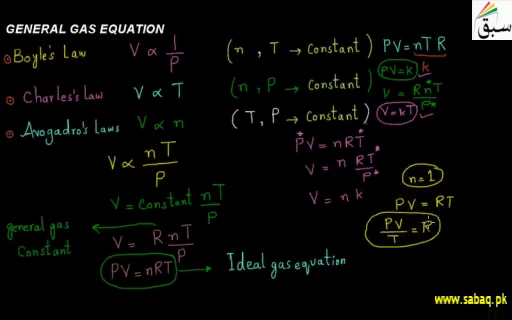 GENERAL GAS EQUATION
سبق
Boyle's Law V ∝ 1/P (n, T → Constant) PV = nTR
PV = k k
Charles's Law V ∝ T (n, P → Constant) V = RnT/P*
Avogadro's laws V ∝ n (T, P → Constant) V = kT
V ∝ nT/P
P*V = nRT*
V = n RT*/P*
V = n k
V = Constant nT/P
general gas Constant
V = R nT/P
PV = nRT → Ideal gas equation
n = 1
PV = RT
PV/T = R
www.sabaq.pk